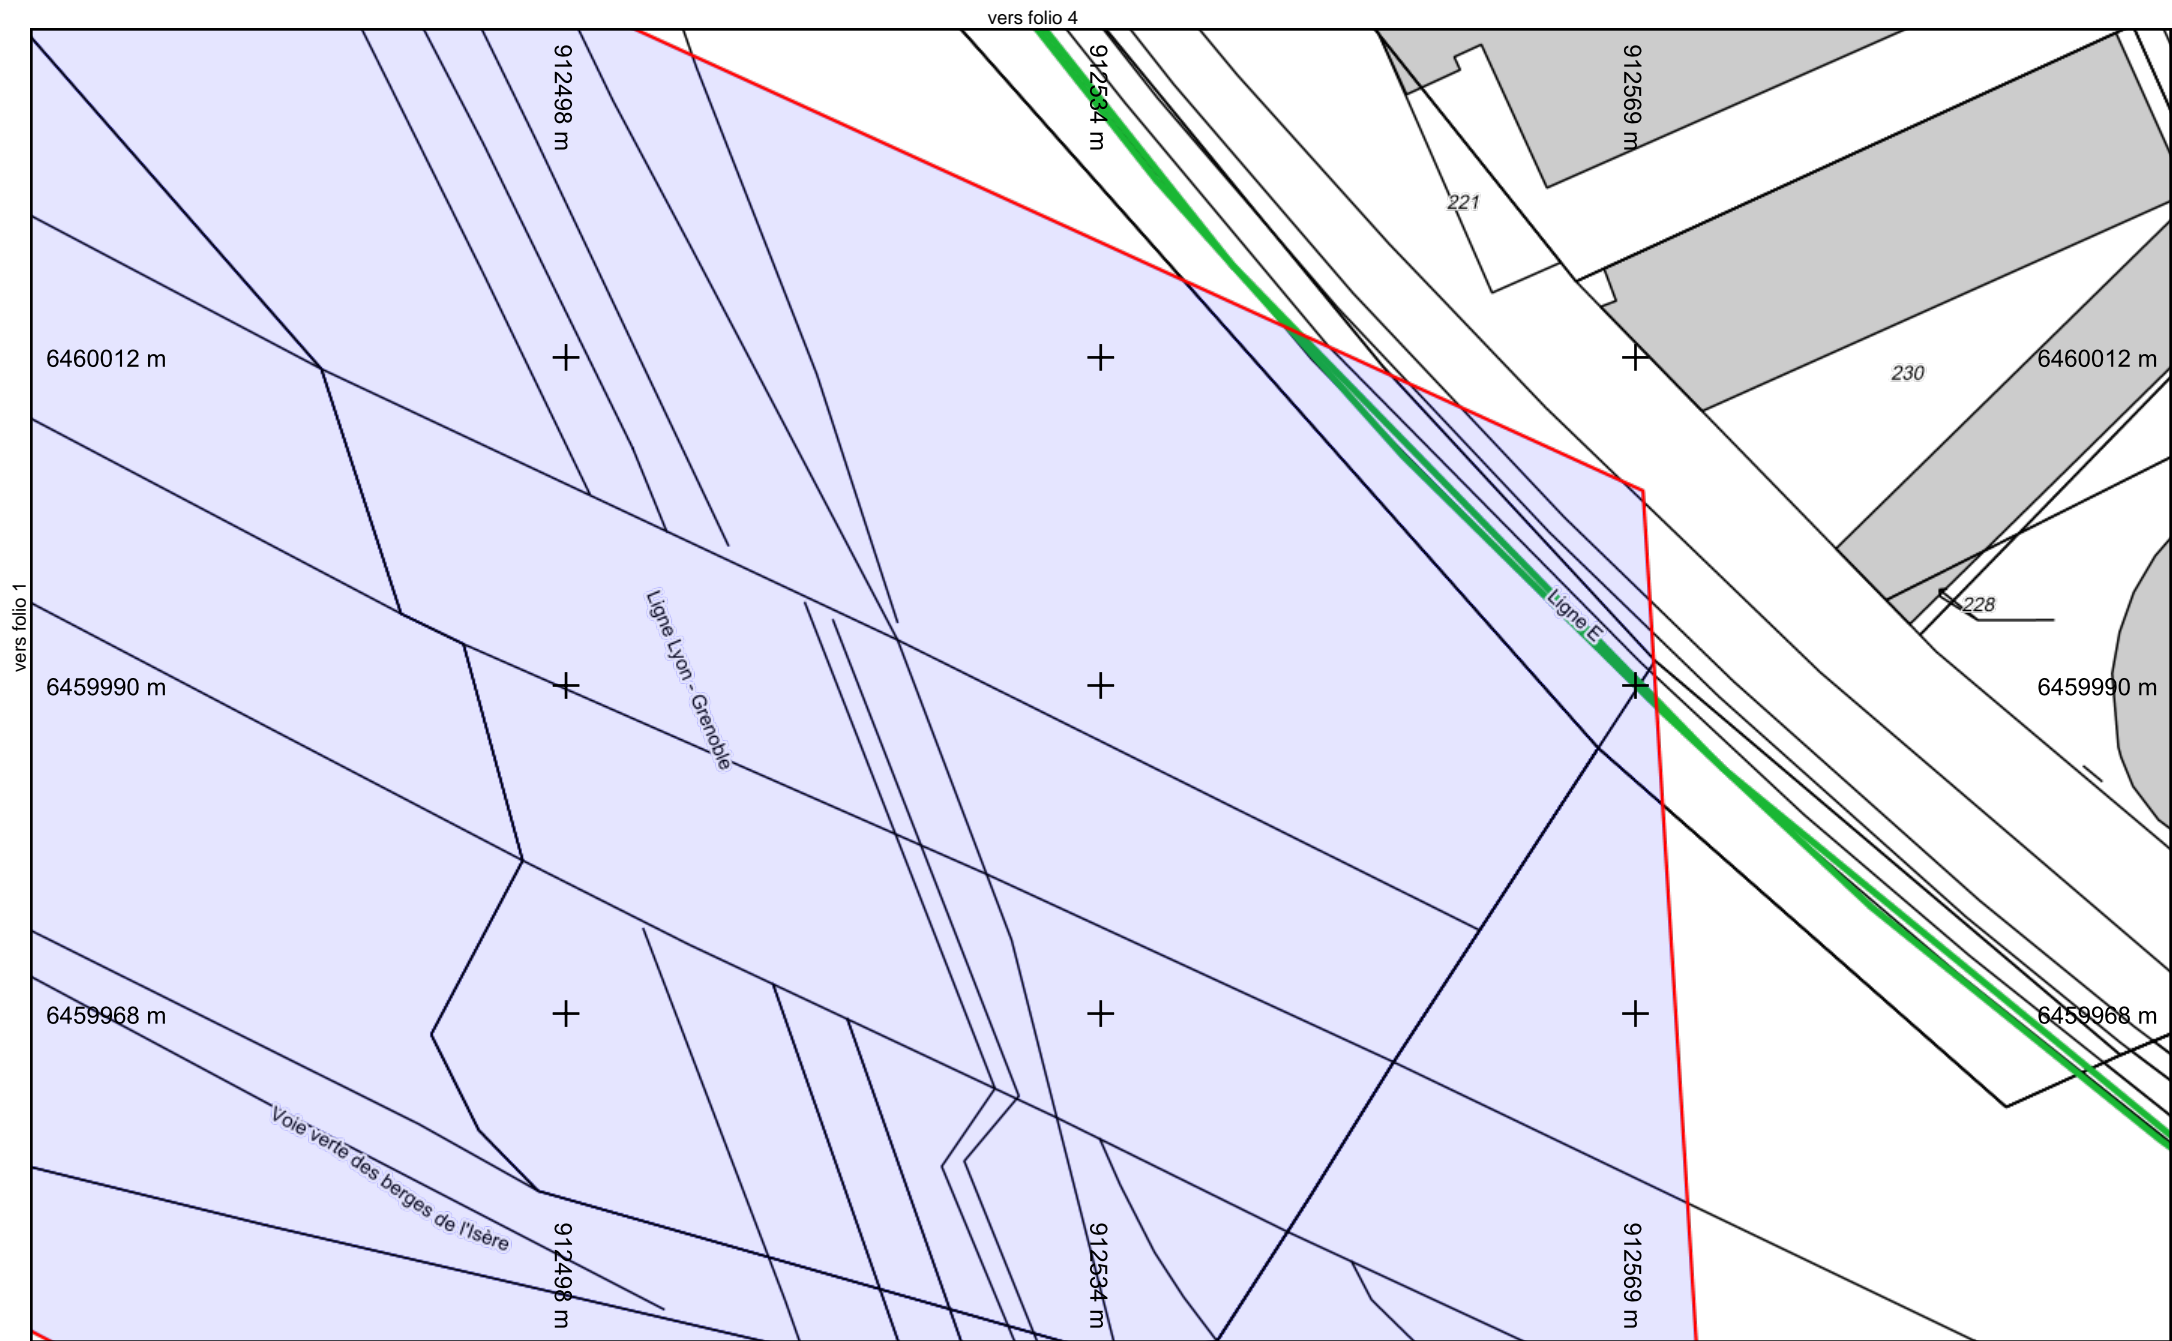 vers folio 4
912498 m
912534 m
912569 m
221
6460012 m
6460012 m
230
vers folio 1
Ligne E
228
Ligne Lyon - Grenoble
6459990 m
6459990 m
6459968 m
6459968 m
Voie verte des berges de l'Isère
912498 m
912534 m
912569 m